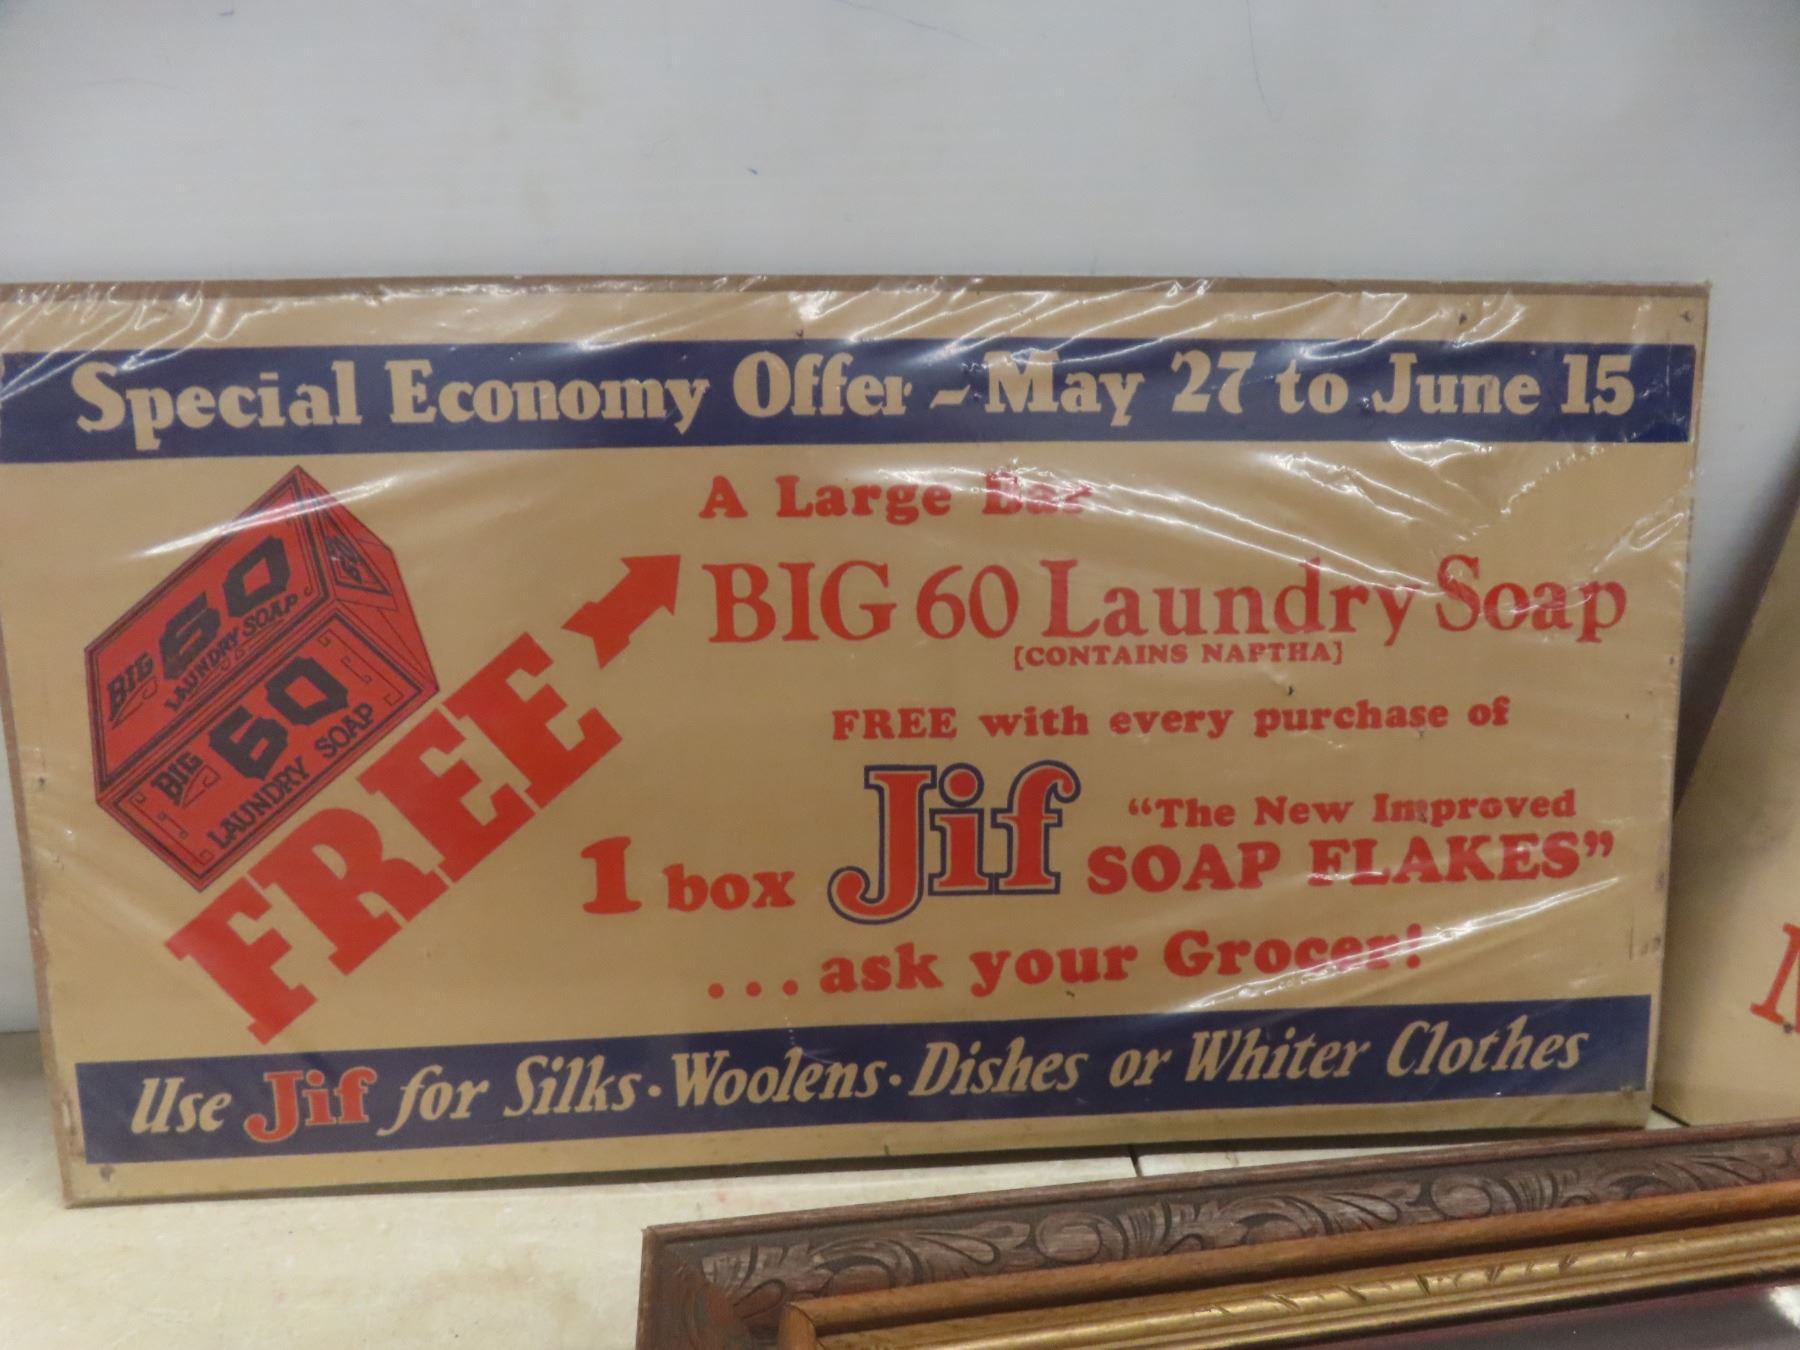 Special Economy Offer - May 27 to June 15
A Large Bar
BIG 60 Laundry Soap
[CONTAINS NAPTHA]
FREE with every purchase of
1 box Jif "The New Improved
SOAP FLAKES"
...ask your Grocer!
FREE
BIG 60
LAUNDRY SOAP
BIG 60
LAUNDRY SOAP
Use Jif for Silks · Woolens · Dishes or Whiter Clothes